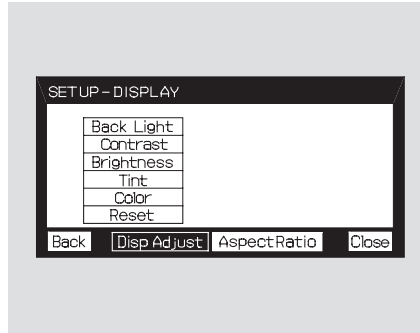 SETUP–DISPLAY
Back Light
Contrast
Brightness
Tint
Color
Reset
Back Disp Adjust AspectRatio Close